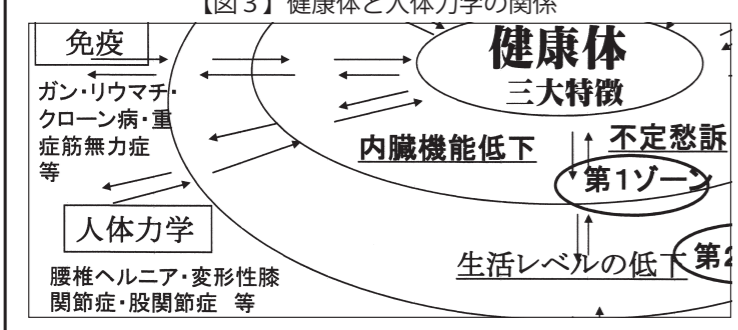 【図３】健康体と人体力学の関係
免疫
健康体
三大特徴
ガン・リウマチ・
クローン病・重
症筋無力症
等
内臓機能低下
不定愁訴
第1ゾーン
人体力学
生活レベルの低下
第2
腰椎ヘルニア・変形性膝
関節症・股関節症 等